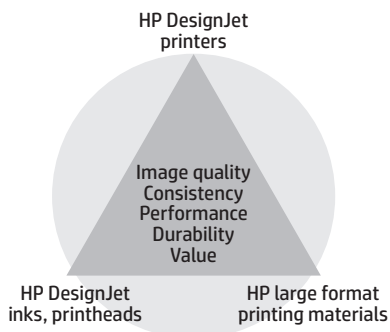 HP DesignJet
printers
Image quality
Consistency
Performance
Durability
Value
HP DesignJet
inks, printheads
HP large format
printing materials